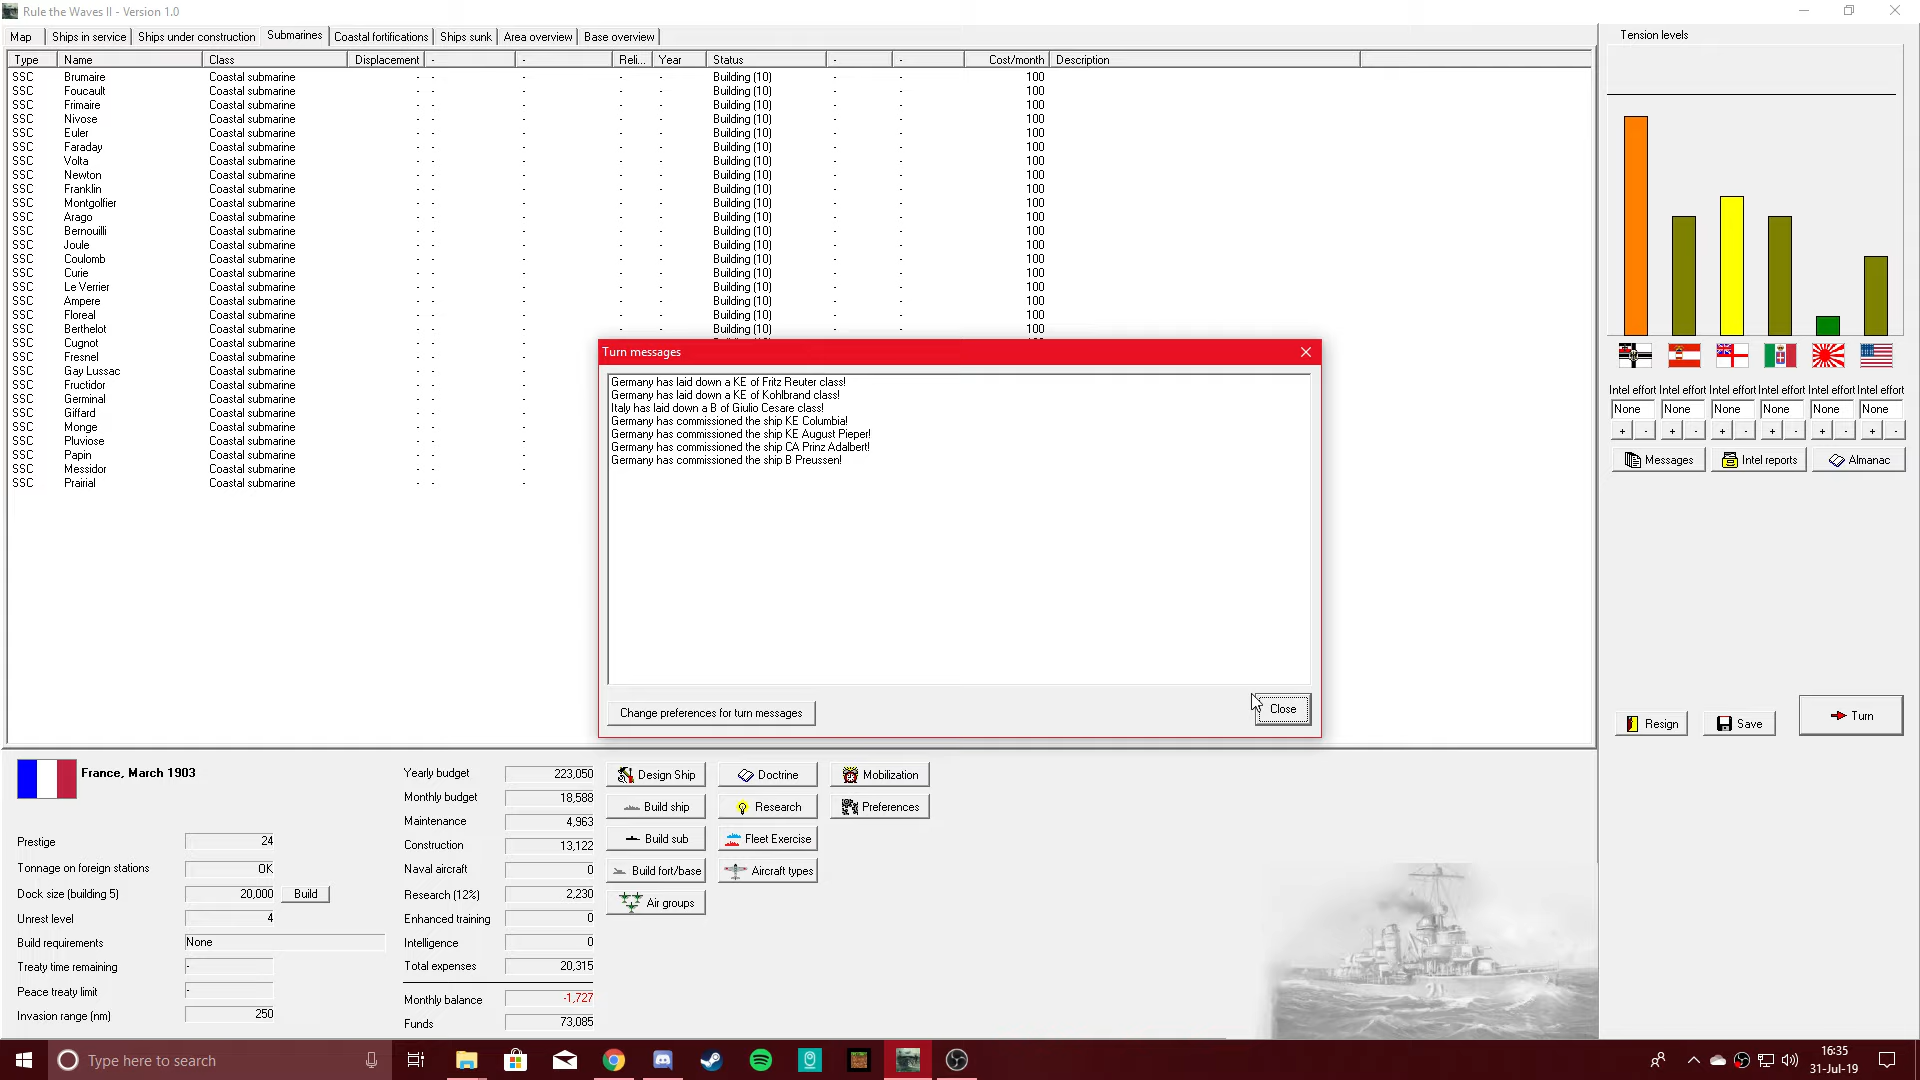 Rule the Waves II - Version 1.0
Map Ships in service Ships under construction Submarines Coastal fortifications Ships sunk Area overview Base overview
Tension levels
Type Name Class Displacement - - Reli... Year Status - - Cost/month Description
SSC Brumaire Coastal submarine - - - - - Building (10) - - 100
SSC Foucault Coastal submarine - - - - - Building (10) - - 100
SSC Frimaire Coastal submarine - - - - - Building (10) - - 100
SSC Nivose Coastal submarine - - - - - Building (10) - - 100
SSC Euler Coastal submarine - - - - - Building (10) - - 100
SSC Faraday Coastal submarine - - - - - Building (10) - - 100
SSC Volta Coastal submarine - - - - - Building (10) - - 100
SSC Newton Coastal submarine - - - - - Building (10) - - 100
SSC Franklin Coastal submarine - - - - - Building (10) - - 100
SSC Montgolfier Coastal submarine - - - - - Building (10) - - 100
SSC Arago Coastal submarine - - - - - Building (10) - - 100
SSC Bernouilli Coastal submarine - - - - - Building (10) - - 100
SSC Joule Coastal submarine - - - - - Building (10) - - 100
SSC Coulomb Coastal submarine - - - - - Building (10) - - 100
SSC Curie Coastal submarine - - - - - Building (10) - - 100
SSC Le Verrier Coastal submarine - - - - - Building (10) - - 100
SSC Ampere Coastal submarine - - - - - Building (10) - - 100
SSC Floreal Coastal submarine - - - - - Building (10) - - 100
SSC Berthelot Coastal submarine - - - - - Building (10) - - 100
SSC Cugnot Coastal submarine - - -
SSC Fresnel Coastal submarine - - -
SSC Gay Lussac Coastal submarine - - -
SSC Fructidor Coastal submarine - - -
SSC Germinal Coastal submarine - - -
SSC Giffard Coastal submarine - - -
SSC Monge Coastal submarine - - -
SSC Pluviose Coastal submarine - - -
SSC Papin Coastal submarine - - -
SSC Messidor Coastal submarine - - -
SSC Prairial Coastal submarine - - -
Turn messages
Germany has laid down a KE of Fritz Reuter class!
Germany has laid down a KE of Kohlbrand class!
Italy has laid down a B of Giulio Cesare class!
Germany has commissioned the ship KE Columbia!
Germany has commissioned the ship KE August Pieper!
Germany has commissioned the ship CA Prinz Adalbert!
Germany has commissioned the ship B Preussen!
Change preferences for turn messages Close
Intel effort Intel effort Intel effort Intel effort Intel effort Intel effort
None None None None None None
+ - + - + - + - + - + -
Messages Intel reports Almanac
Resign Save Turn
France, March 1903
Prestige 24
Tonnage on foreign stations OK
Dock size (building 5) 20,000 Build
Unrest level 4
Build requirements None
Treaty time remaining -
Peace treaty limit -
Invasion range (nm) 250
Yearly budget 223,050
Monthly budget 18,588
Maintenance 4,963
Construction 13,122
Naval aircraft 0
Research (12%) 2,230
Enhanced training 0
Intelligence 0
Total expenses 20,315
Monthly balance -1,727
Funds 73,085
Design Ship Doctrine Mobilization
Build ship Research Preferences
Build sub Fleet Exercise
Build fort/base Aircraft types
Air groups
Type here to search
16:35
31-Jul-19